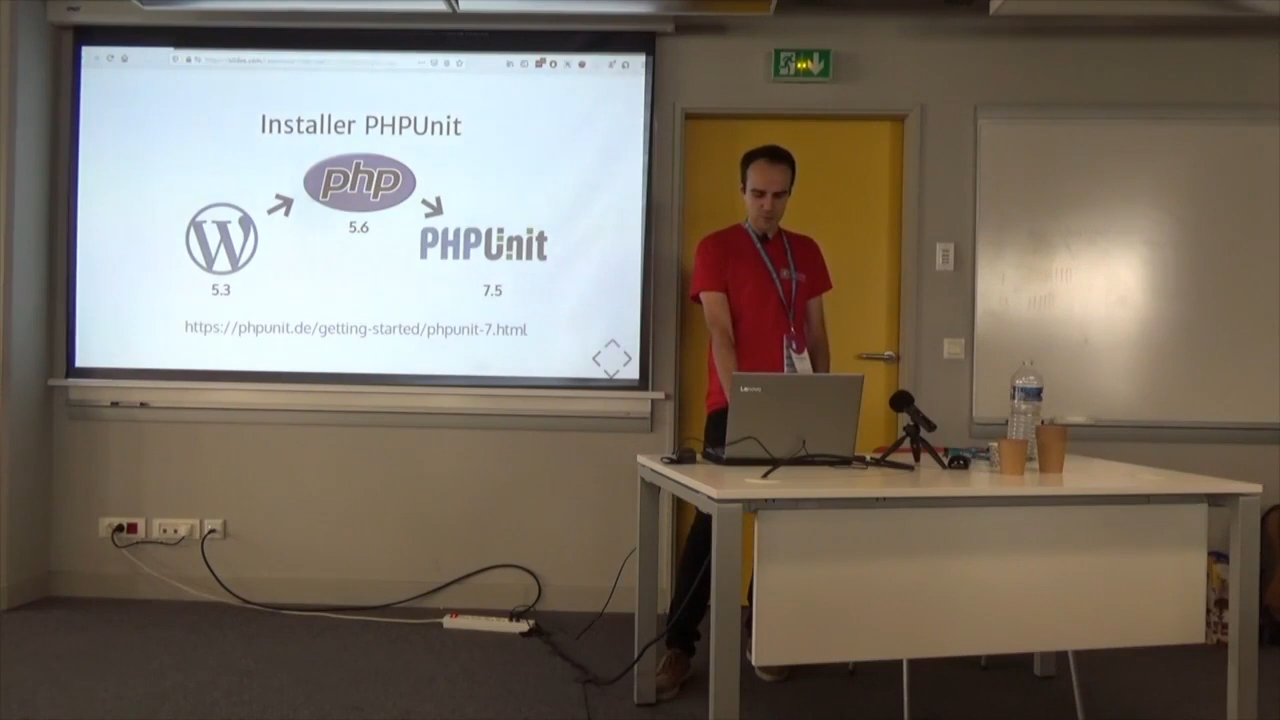 Installer PHPUnit
php
5.6
W
PHPUnit
5.3
7.5
https://phpunit.de/getting-started/phpunit-7.html
Lenovo